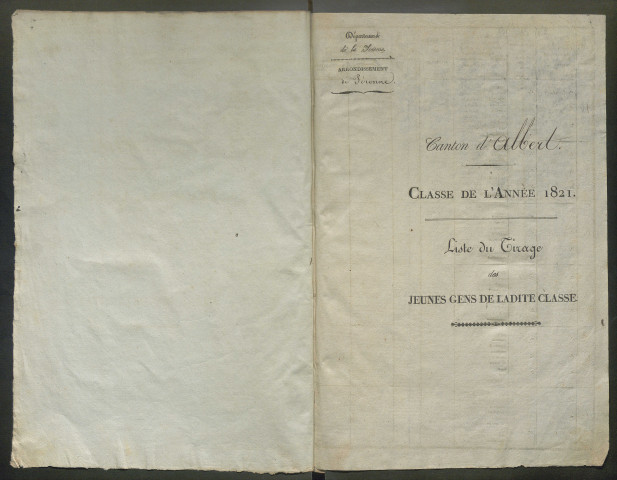 Département
de la Somme
ARRONDISSEMENT
de Péronne
Canton d'Albert.
CLASSE DE L'ANNÉE 1821.
Liste du Tirage
des
JEUNES GENS DE LADITE CLASSE